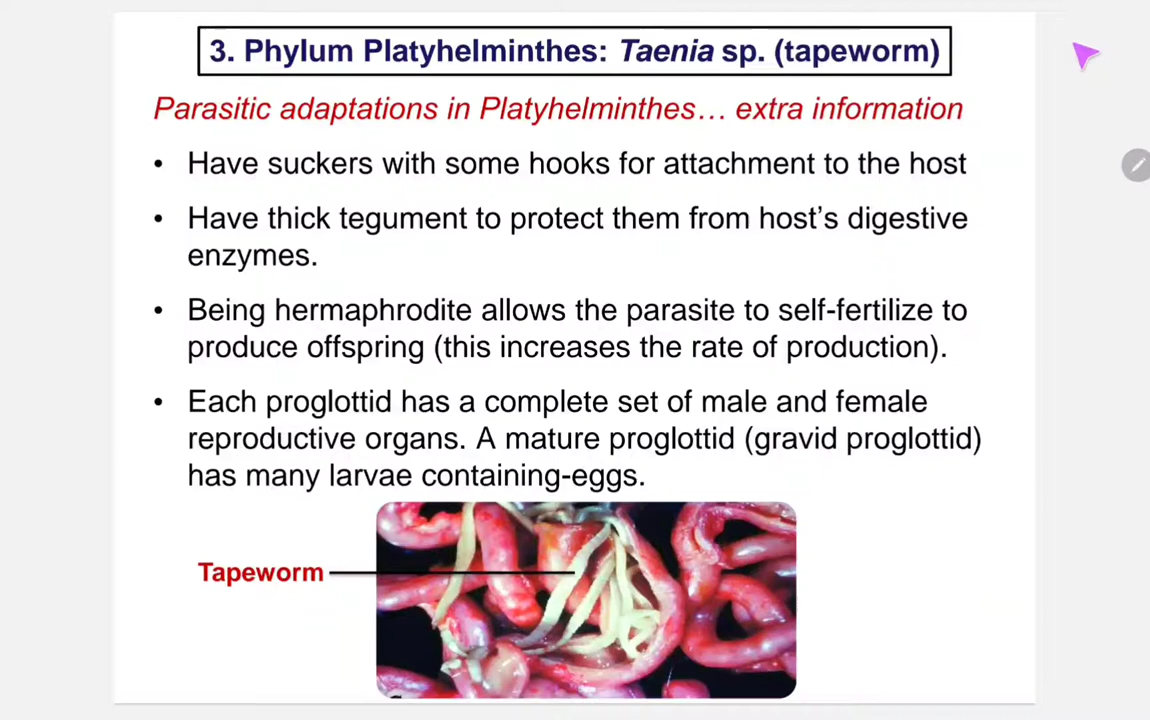 3. Phylum Platyhelminthes: Taenia sp. (tapeworm)
Parasitic adaptations in Platyhelminthes… extra information
• Have suckers with some hooks for attachment to the host
• Have thick tegument to protect them from host’s digestive
enzymes.
• Being hermaphrodite allows the parasite to self-fertilize to
produce offspring (this increases the rate of production).
• Each proglottid has a complete set of male and female
reproductive organs. A mature proglottid (gravid proglottid)
has many larvae containing-eggs.
Tapeworm